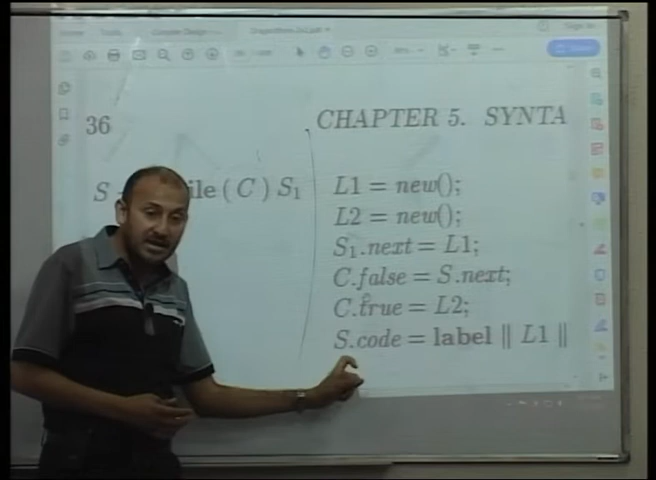 36
CHAPTER 5. SYNTA
S ile ( C ) S₁
L1 = new();
L2 = new();
S₁.next = L1;
C.false = S.next;
C.true = L2;
S.code = label || L1 ||